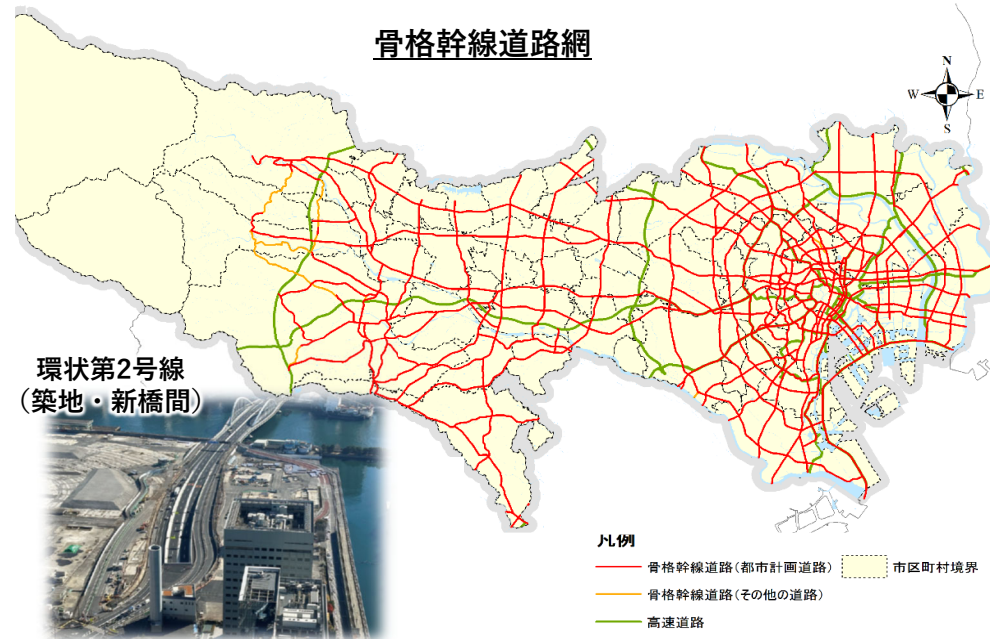 骨格幹線道路網
N
W
E
S
環状第2号線
(築地・新橋間)
凡例
骨格幹線道路(都市計画道路)
市区町村境界
骨格幹線道路(その他の道路)
高速道路